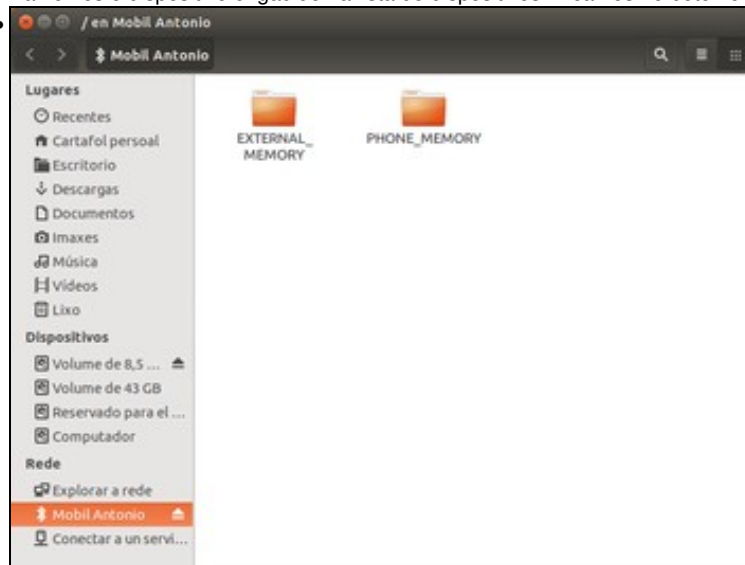 / en Mobil Antonio
Mobil Antonio
Lugares
Recentes
Cartafol persoal
Escritorio
Descargas
Documentos
Imaxes
Música
Vídeos
Lixo
EXTERNAL_
MEMORY
PHONE_MEMORY
Dispositivos
Volume de 8,5 ...
Volume de 43 GB
Reservado para el ...
Computador
Rede
Explorar a rede
Mobil Antonio
Conectar a un servi...